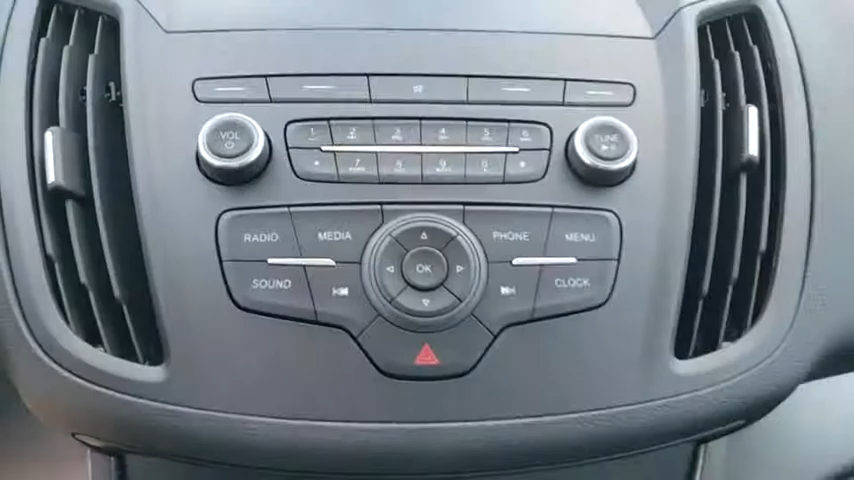 VOL
1 2 3 4 5 6
TUNE
* 7 8 9 0 #
RADIO MEDIA PHONE MENU
OK
SOUND CLOCK